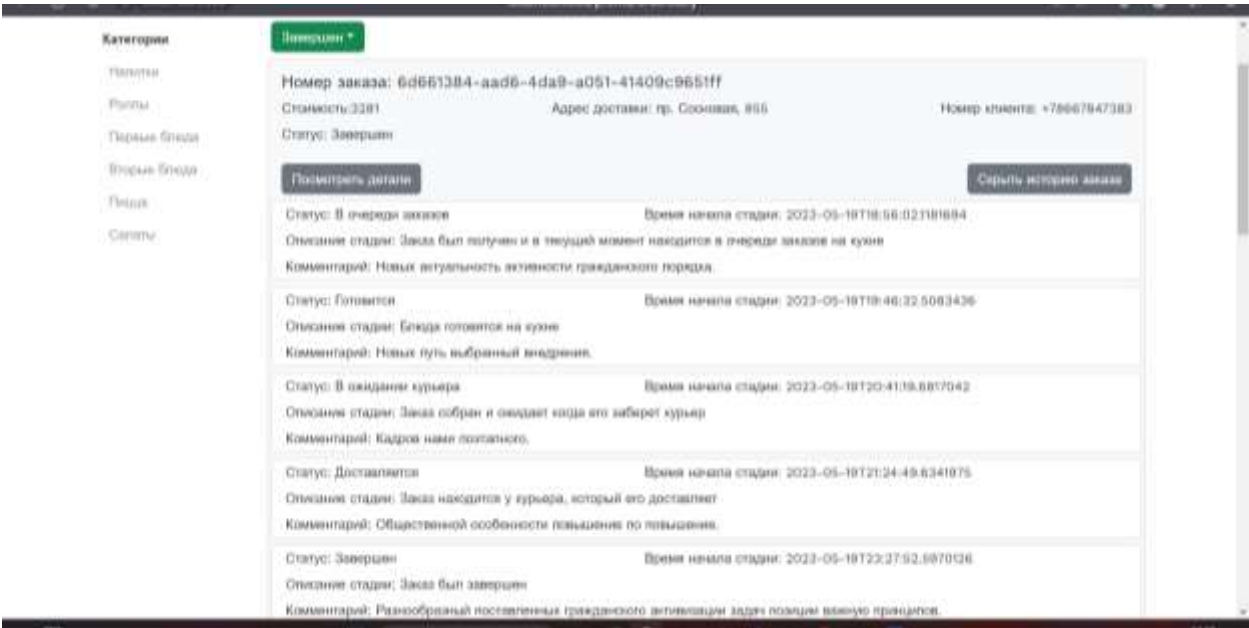 Категории
Завершен
Напитки
Роллы
Первые блюда
Вторые блюда
Пицца
Салаты
Номер заказа: 6d661384-aad6-4da9-a051-41409c9651ff
Стоимость:3281 Адрес доставки: пр. Сосновая, 855 Номер клиента: +78667847383
Статус: Завершен
Посмотреть детали Скрыть историю заказа
Статус: В очереди заказов Время начала стадии: 2023-05-19T18:56:02.1181694
Описание стадии: Заказ был получен и в текущий момент находится в очереди заказов на кухне
Комментарий: Новых актуальность активности гражданского порядка.
Статус: Готовится Время начала стадии: 2023-05-19T19:46:32.5083436
Описание стадии: Блюда готовятся на кухне
Комментарий: Новых путь выбранный внедрения.
Статус: В ожидании курьера Время начала стадии: 2023-05-19T20:41:19.6817042
Описание стадии: Заказ собран и ожидает когда его заберет курьер
Комментарий: Кадров нами поэтапного.
Статус: Доставляется Время начала стадии: 2023-05-19T21:24:49.6341975
Описание стадии: Заказ находится у курьера, который его доставляет
Комментарий: Общественной особенности повышение по повышение.
Статус: Завершен Время начала стадии: 2023-05-19T23:27:52.5970126
Описание стадии: Заказ был завершен
Комментарий: Разнообразный поставленных гражданского активизации задач позиции важную принципов.